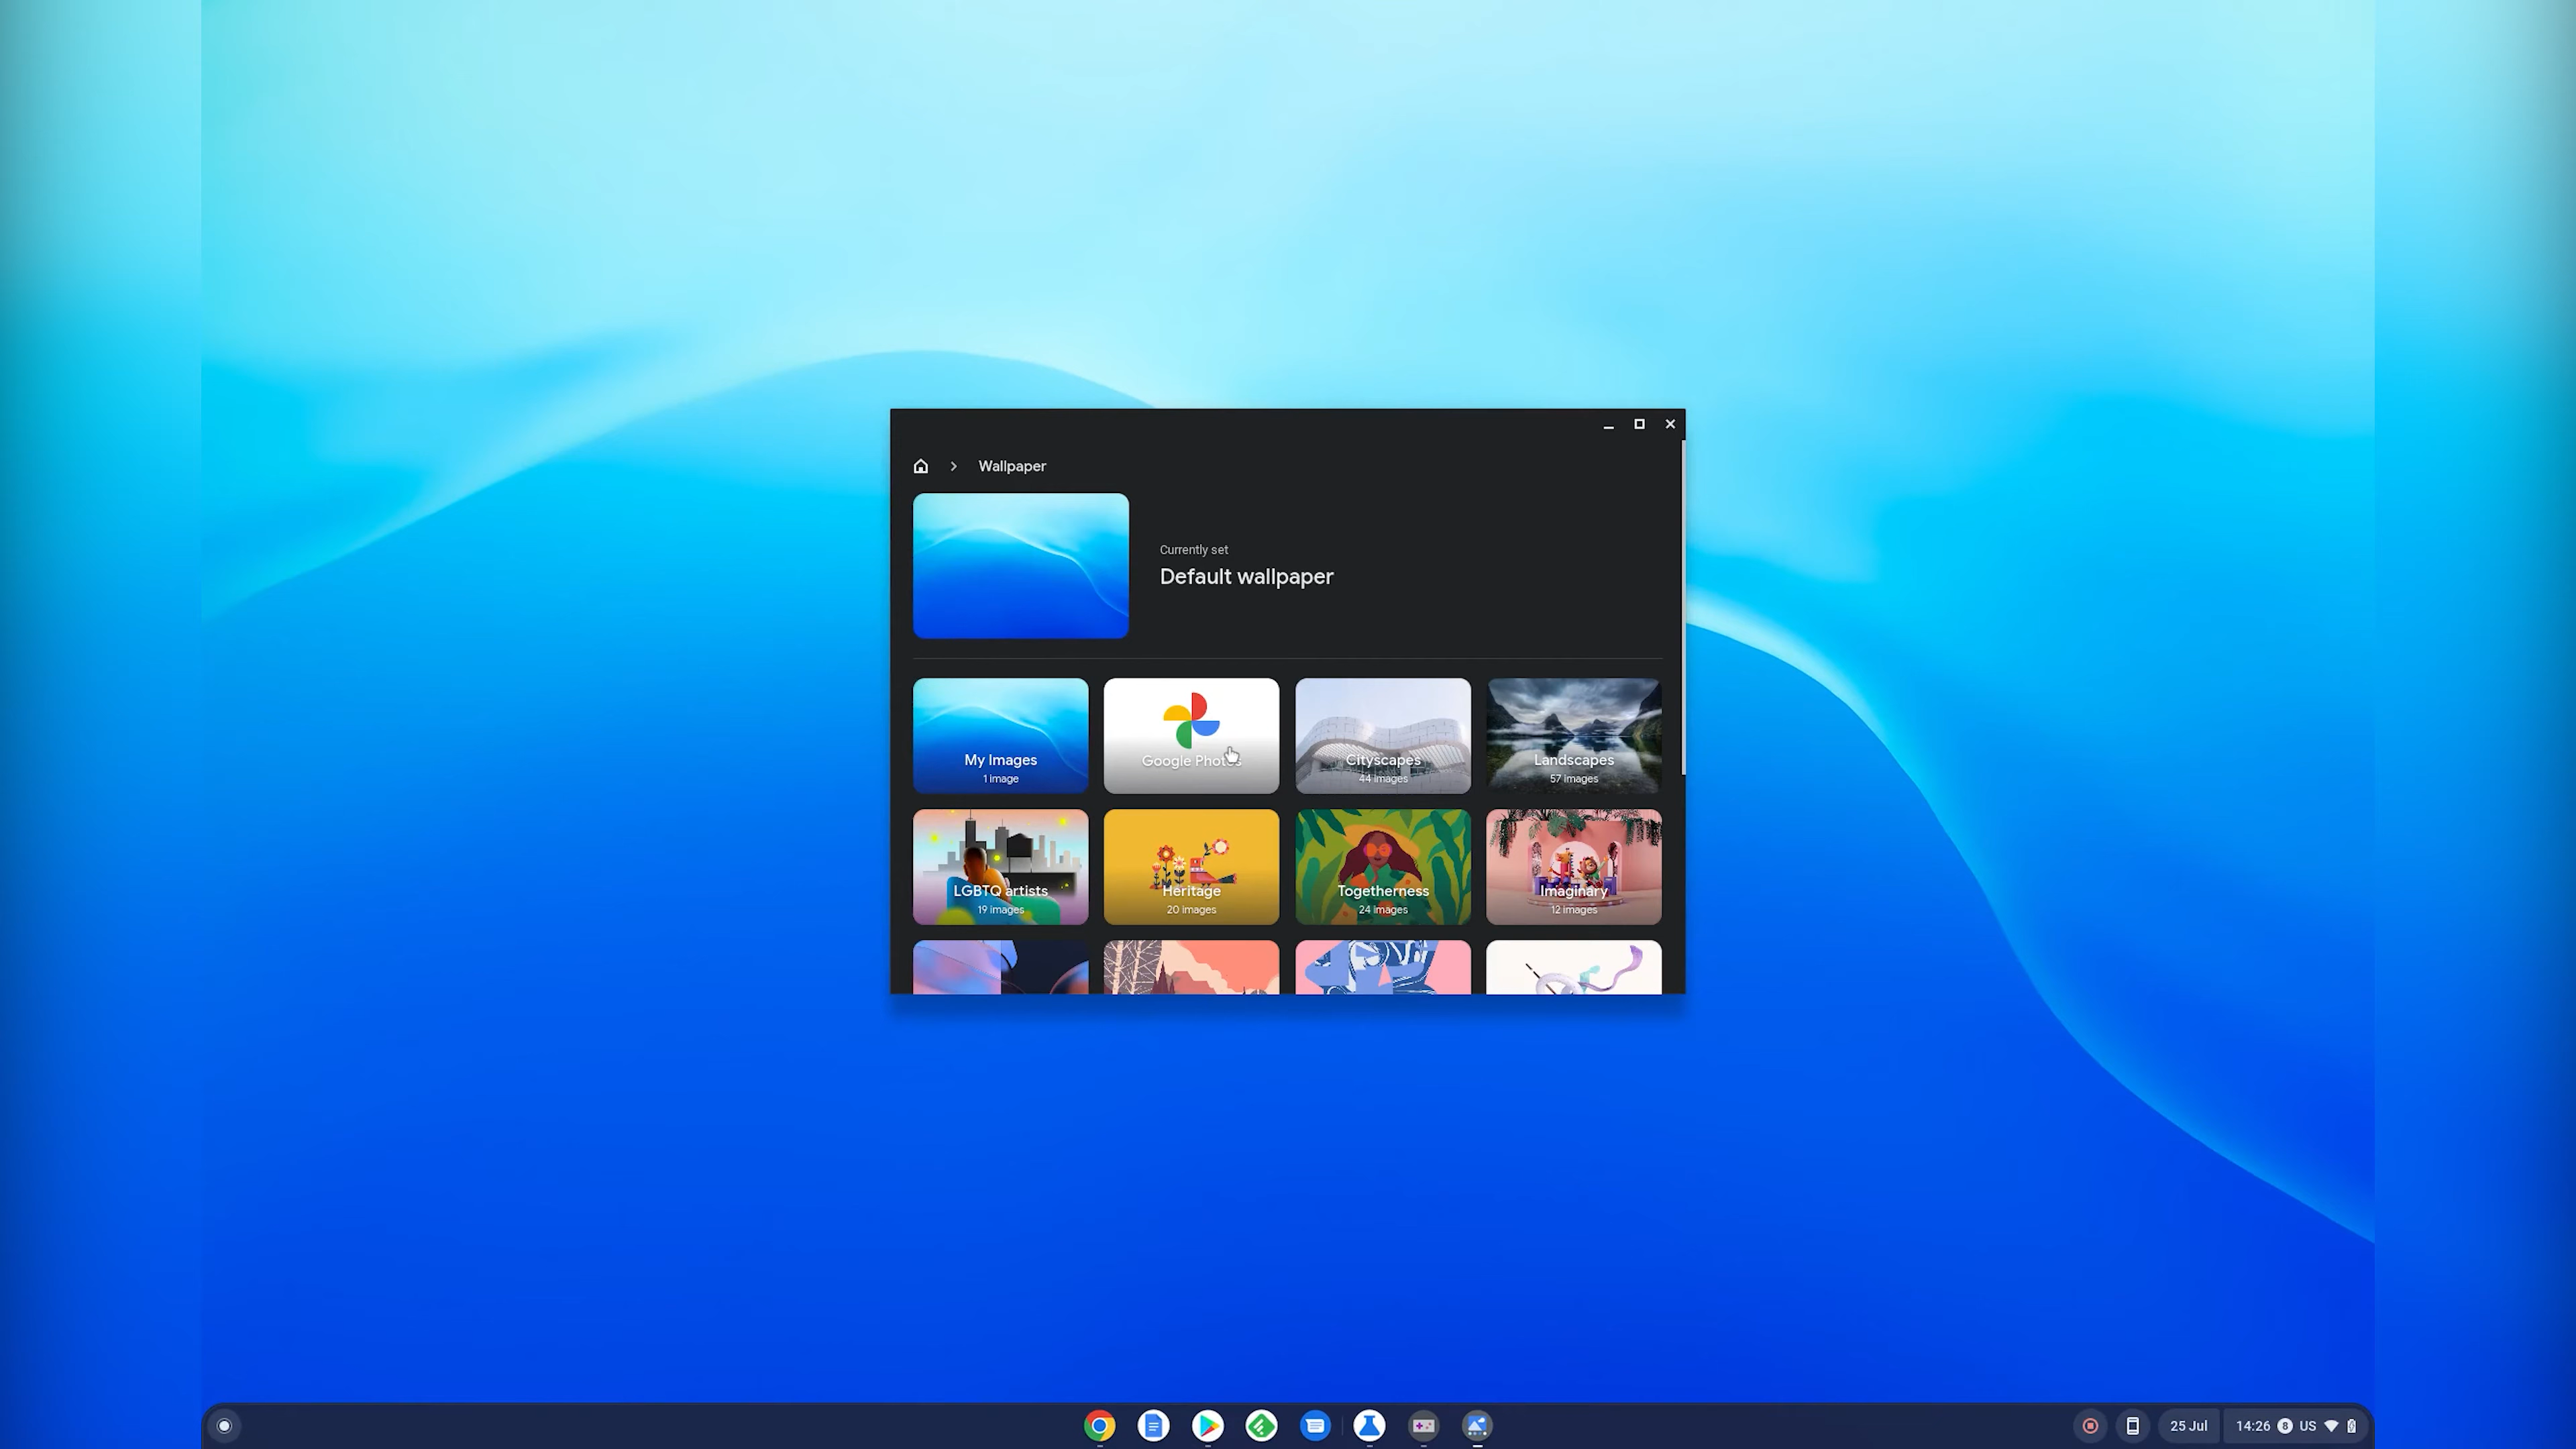 Wallpaper
Currently set
Default wallpaper
My Images
1 image
Google Photos
Cityscapes
44 images
Landscapes
57 images
LGBTQ artists
19 images
Heritage
20 images
Togetherness
24 images
Imaginary
12 images
25 Jul
14:26 8 US